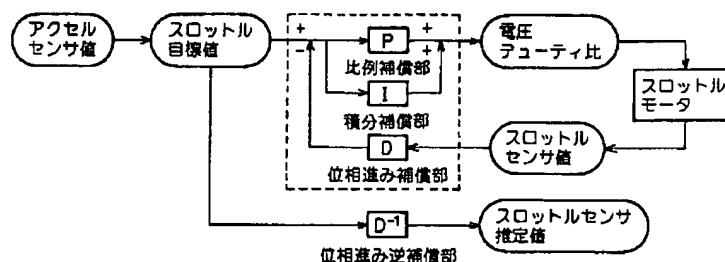 アクセル
センサ値
スロットル
目標値
+
−
P
+
+
比例補償部
I
積分補償部
D
位相進み補償部
電圧
デューティ比
スロットル
モータ
スロットル
センサ値
D⁻¹
位相進み逆補償部
スロットルセンサ
推定値